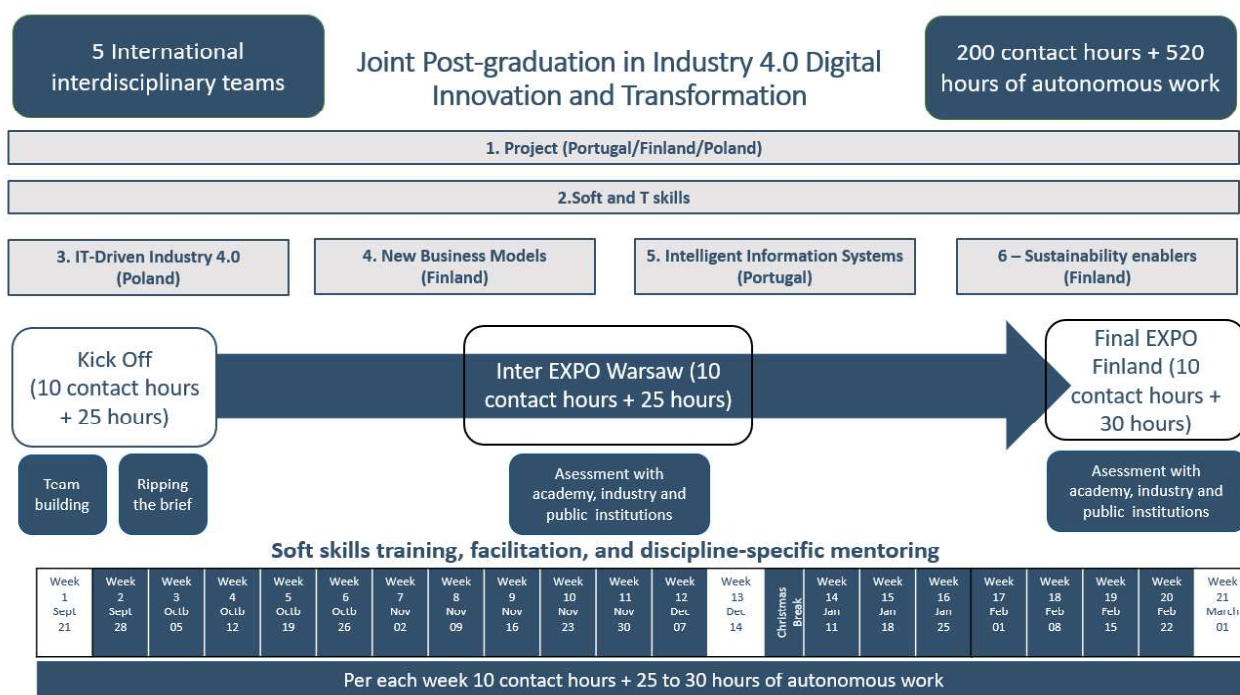 5 International
interdisciplinary teams
Joint Post-graduation in Industry 4.0 Digital
Innovation and Transformation
200 contact hours + 520
hours of autonomous work
1. Project (Portugal/Finland/Poland)
2.Soft and T skills
3. IT-Driven Industry 4.0
(Poland)
4. New Business Models
(Finland)
5. Intelligent Information Systems
(Portugal)
6 – Sustainability enablers
(Finland)
Kick Off
(10 contact hours
+ 25 hours)
Inter EXPO Warsaw (10
contact hours + 25 hours)
Final EXPO
Finland (10
contact hours +
30 hours)
Team
building
Ripping
the brief
Asessment with
academy, industry and
public institutions
Asessment with
academy, industry and
public institutions
Soft skills training, facilitation, and discipline-specific mentoring
Week
1
Sept
21
Week
2
Sept
28
Week
3
Octb
05
Week
4
Octb
12
Week
5
Octb
19
Week
6
Octb
26
Week
7
Nov
02
Week
8
Nov
09
Week
9
Nov
16
Week
10
Nov
23
Week
11
Nov
30
Week
12
Dec
07
Week
13
Dec
14
Christmas
Break
Week
14
Jan
11
Week
15
Jan
18
Week
16
Jan
25
Week
17
Feb
01
Week
18
Feb
08
Week
19
Feb
15
Week
20
Feb
22
Week
21
March
01
Per each week 10 contact hours + 25 to 30 hours of autonomous work